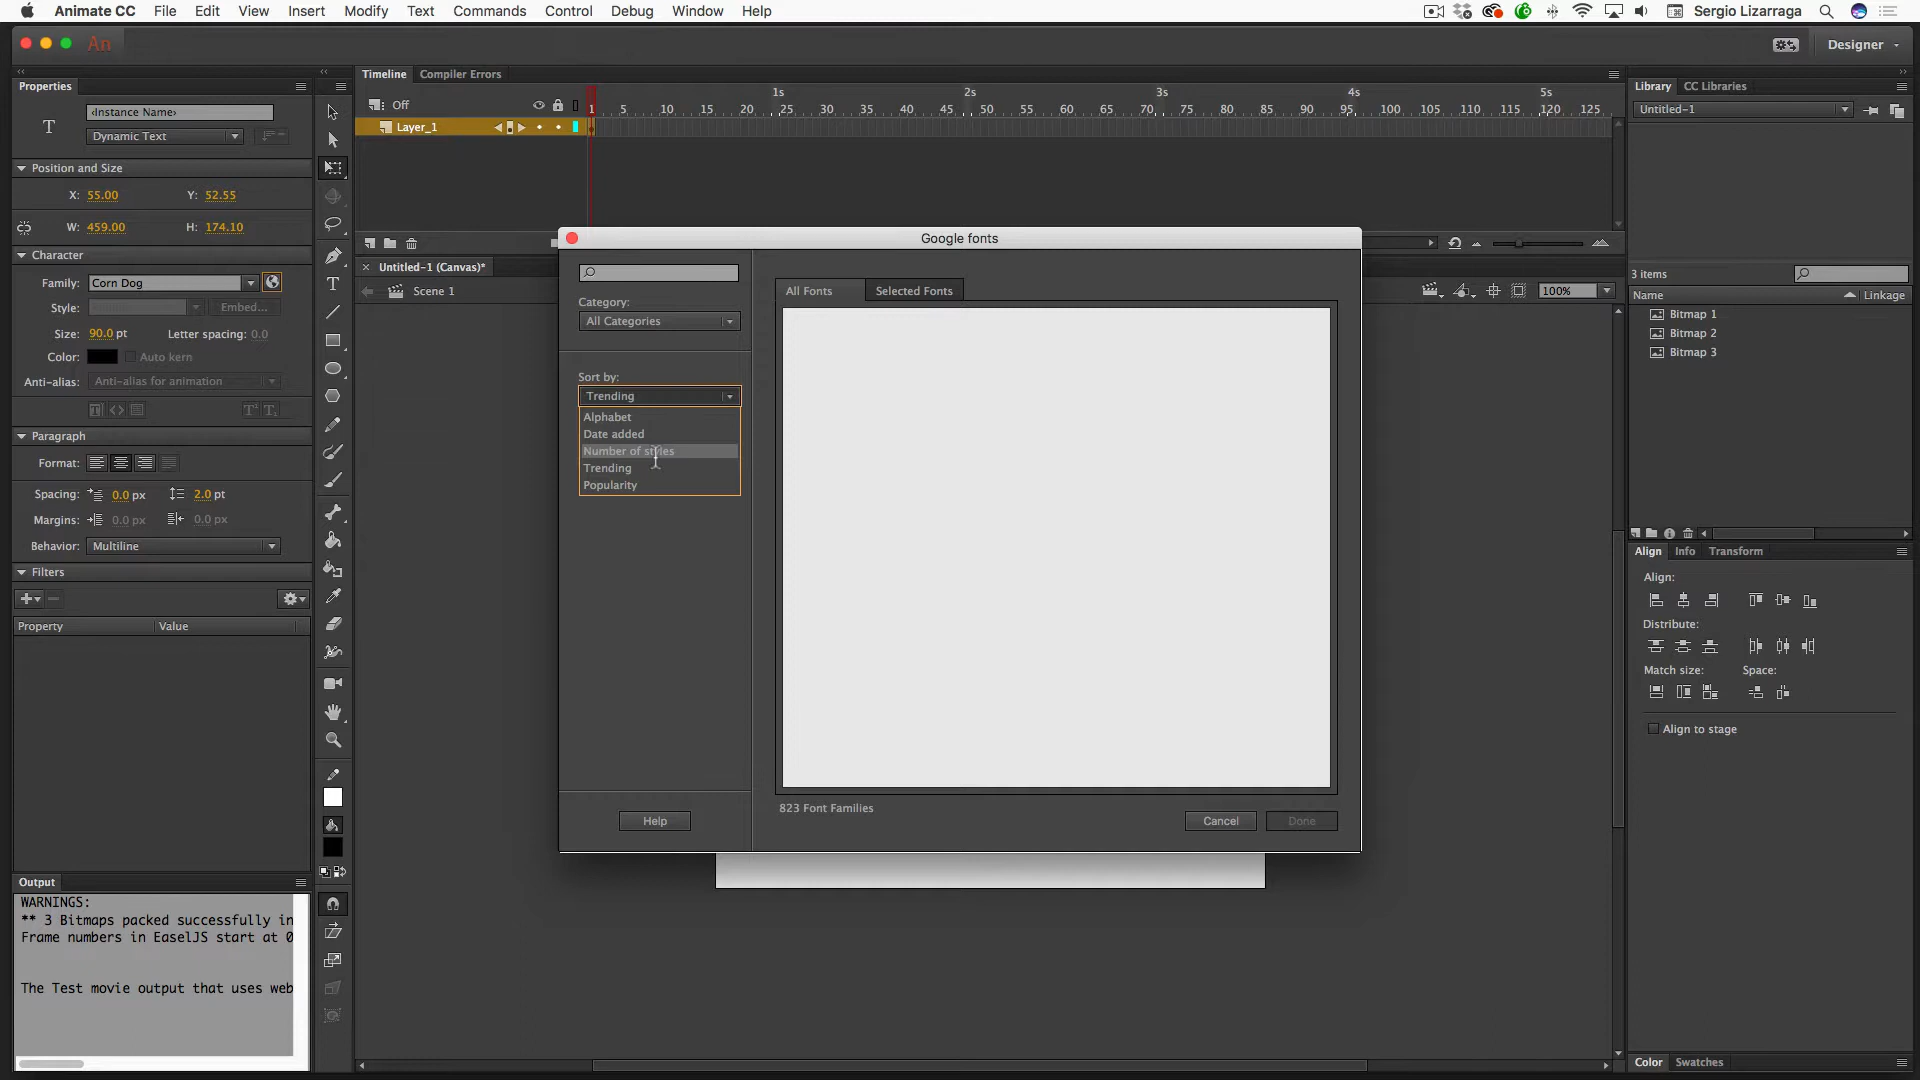 Animate CC File Edit View Insert Modify Text Commands Control Debug Window Help Sergio Lizarraga
An Designer
Properties
‹Instance Name›
T Dynamic Text
Position and Size
X: 55.00 Y: 52.55
W: 459.00 H: 174.10
Character
Family: Corn Dog
Style: Embed...
Size: 90.0 pt Letter spacing: 0.0
Color: Auto kern
Anti-alias: Anti-alias for animation
Paragraph
Format:
Spacing: 0.0 px 2.0 pt
Margins: 0.0 px 0.0 px
Behavior: Multiline
Filters
Property Value
Output
WARNINGS:
** 3 Bitmaps packed successfully in
Frame numbers in EaselJS start at 0
The Test movie output that uses web
Timeline Compiler Errors
1s 2s 3s 4s 5s
Off 1 5 10 15 20 25 30 35 40 45 50 55 60 65 70 75 80 85 90 95 100 105 110 115 120 125
Layer_1
Untitled-1 (Canvas)*
Scene 1 100%
Google fonts
Category:
All Categories
Sort by:
Trending
Alphabet
Date added
Number of styles
Trending
Popularity
Help
All Fonts Selected Fonts
823 Font Families
Cancel Done
Library CC Libraries
Untitled-1
3 items
Name Linkage
Bitmap 1
Bitmap 2
Bitmap 3
Align Info Transform
Align:
Distribute:
Match size: Space:
Align to stage
Color Swatches